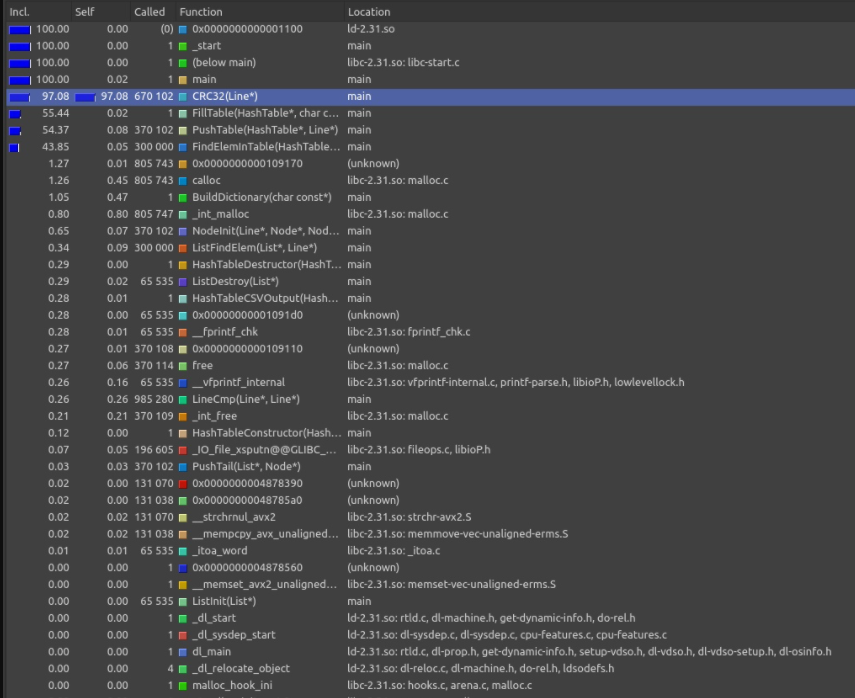 Incl. Self Called Function Location
100.00 0.00 (0) 0x0000000000001100 ld-2.31.so
100.00 0.00 1 _start main
100.00 0.00 1 (below main) libc-2.31.so: libc-start.c
100.00 0.02 1 main main
97.08 97.08 670 102 CRC32(Line*) main
55.44 0.02 1 FillTable(HashTable*, char c... main
54.37 0.08 370 102 PushTable(HashTable*, Line*) main
43.85 0.05 300 000 FindElemInTable(HashTable... main
1.27 0.01 805 743 0x0000000000109170 (unknown)
1.26 0.45 805 743 calloc libc-2.31.so: malloc.c
1.05 0.47 1 BuildDictionary(char const*) main
0.80 0.80 805 747 _int_malloc libc-2.31.so: malloc.c
0.65 0.07 370 102 NodeInit(Line*, Node*, Nod... main
0.34 0.09 300 000 ListFindElem(List*, Line*) main
0.29 0.00 1 HashTableDestructor(HashT... main
0.29 0.02 65 535 ListDestroy(List*) main
0.28 0.01 1 HashTableCSVOutput(Hash... main
0.28 0.00 65 535 0x00000000001091d0 (unknown)
0.28 0.01 65 535 __fprintf_chk libc-2.31.so: fprintf_chk.c
0.27 0.01 370 108 0x0000000000109110 (unknown)
0.27 0.06 370 114 free libc-2.31.so: malloc.c
0.26 0.16 65 535 __vfprintf_internal libc-2.31.so: vfprintf-internal.c, printf-parse.h, libioP.h, lowlevellock.h
0.26 0.26 985 280 LineCmp(Line*, Line*) main
0.21 0.21 370 109 _int_free libc-2.31.so: malloc.c
0.12 0.00 1 HashTableConstructor(Hash... main
0.07 0.05 196 605 _IO_file_xsputn@@GLIBC_... libc-2.31.so: fileops.c, libioP.h
0.03 0.03 370 102 PushTail(List*, Node*) main
0.02 0.00 131 070 0x0000000004878390 (unknown)
0.02 0.00 131 038 0x00000000048785a0 (unknown)
0.02 0.02 131 070 __strchrnul_avx2 libc-2.31.so: strchr-avx2.S
0.02 0.02 131 038 __mempcpy_avx_unaligned... libc-2.31.so: memmove-vec-unaligned-erms.S
0.01 0.01 65 535 _itoa_word libc-2.31.so: _itoa.c
0.00 0.00 1 0x0000000004878560 (unknown)
0.00 0.00 1 __memset_avx2_unaligned... libc-2.31.so: memset-vec-unaligned-erms.S
0.00 0.00 65 535 ListInit(List*) main
0.00 0.00 1 _dl_start ld-2.31.so: rtld.c, dl-machine.h, get-dynamic-info.h, do-rel.h
0.00 0.00 1 _dl_sysdep_start ld-2.31.so: dl-sysdep.c, dl-sysdep.c, cpu-features.c, cpu-features.c
0.00 0.00 1 dl_main ld-2.31.so: rtld.c, dl-prop.h, get-dynamic-info.h, setup-vdso.h, dl-vdso.h, dl-vdso-setup.h, dl-osinfo.h
0.00 0.00 4 _dl_relocate_object ld-2.31.so: dl-reloc.c, dl-machine.h, do-rel.h, ldsodefs.h
0.00 0.00 1 malloc_hook_ini libc-2.31.so: hooks.c, arena.c, malloc.c